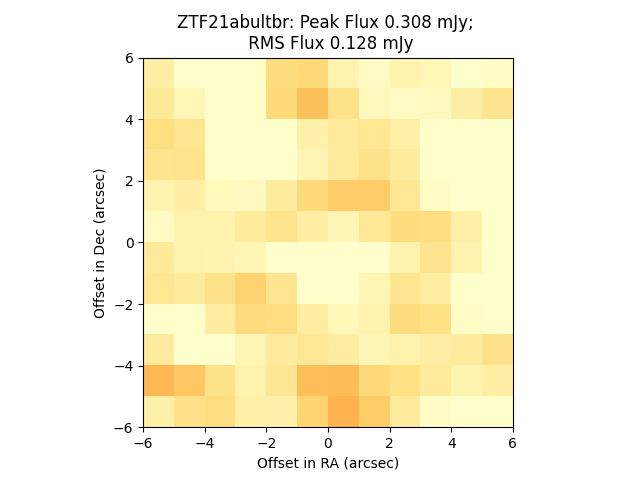 ZTF21abultbr: Peak Flux 0.308 mJy;
RMS Flux 0.128 mJy
6
4
2
0
−2
−4
−6
Offset in Dec (arcsec)
−6 −4 −2 0 2 4 6
Offset in RA (arcsec)